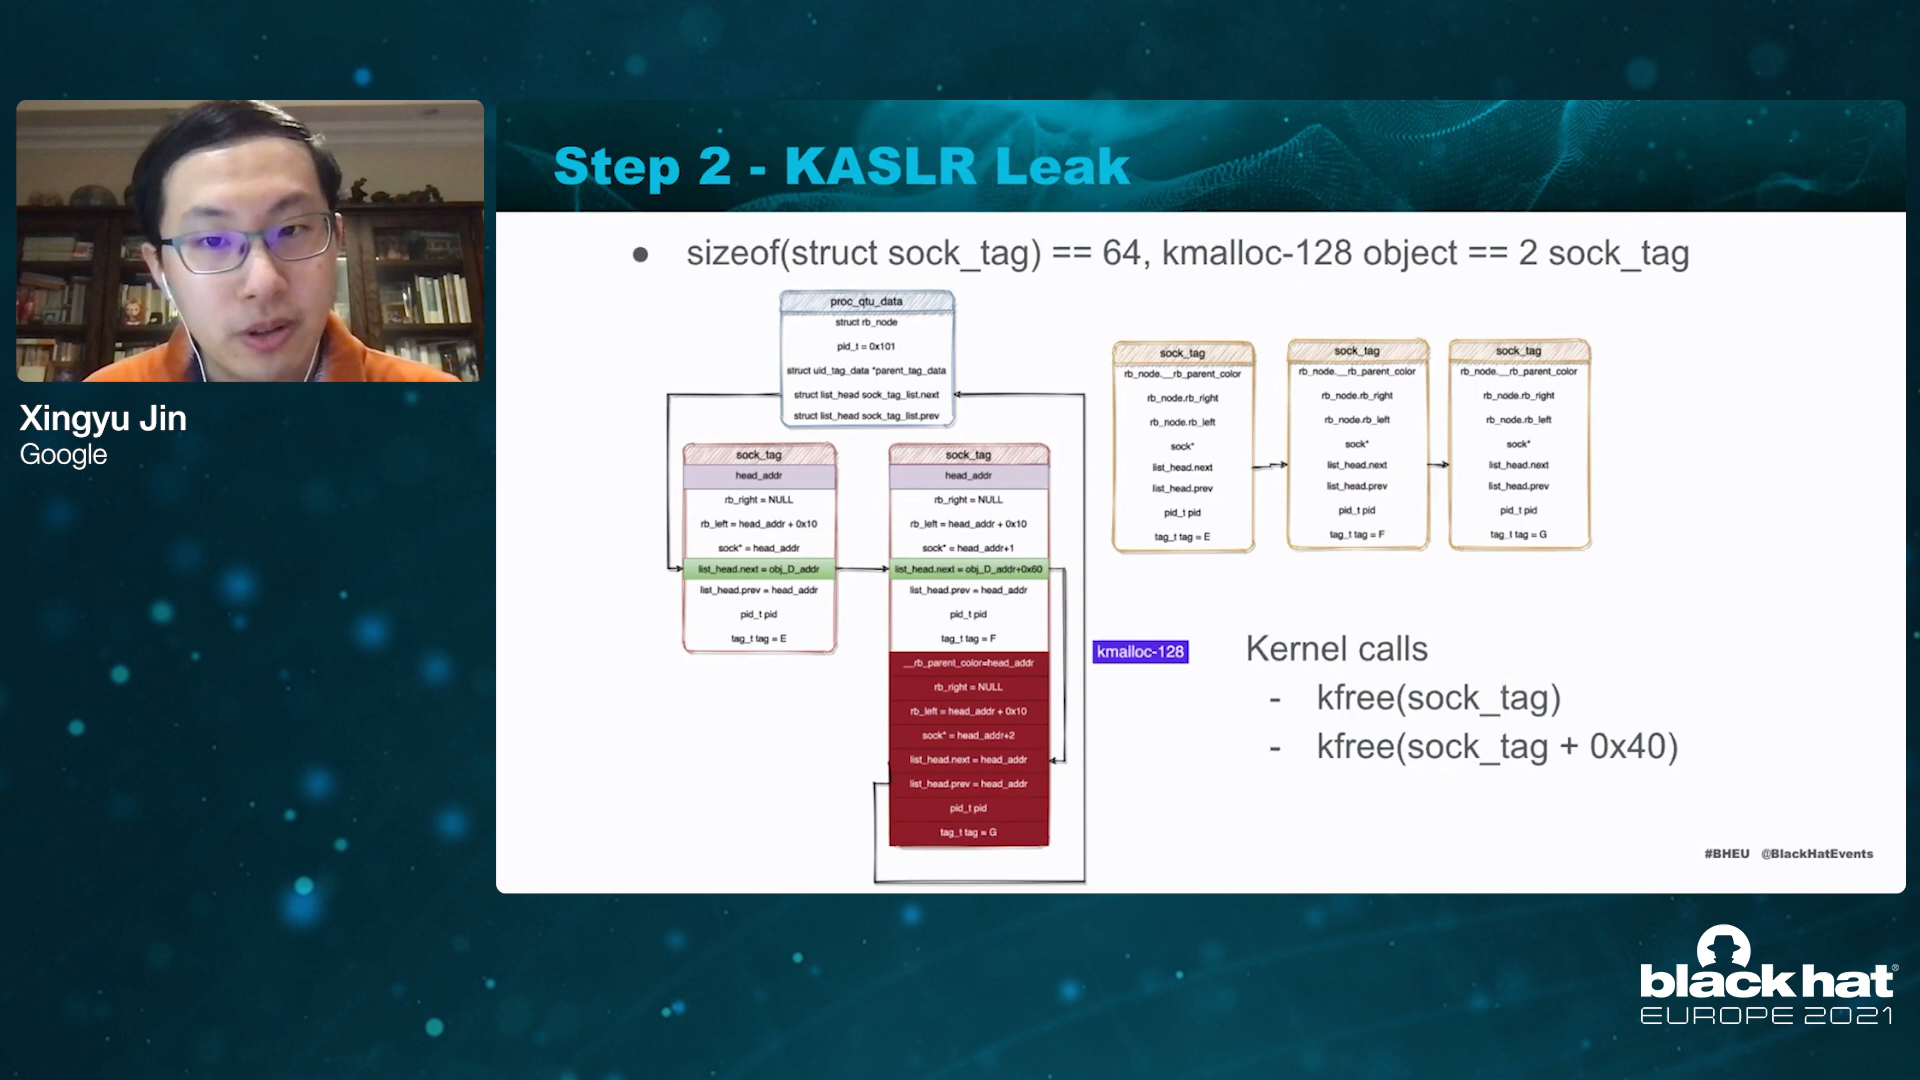 Xingyu Jin
Google
Step 2 - KASLR Leak
● sizeof(struct sock_tag) == 64, kmalloc-128 object == 2 sock_tag
proc_qtu_data
struct rb_node
pid_t = 0x101
struct uid_tag_data *parent_tag_data
struct list_head sock_tag_list.next
struct list_head sock_tag_list.prev
sock_tag
head_addr
rb_right = NULL
rb_left = head_addr + 0x10
sock* = head_addr
list_head.next = obj_D_addr
list_head.prev = head_addr
pid_t pid
tag_t tag = E
sock_tag
head_addr
rb_right = NULL
rb_left = head_addr + 0x10
sock* = head_addr+1
list_head.next = obj_D_addr+0x60
list_head.prev = head_addr
pid_t pid
tag_t tag = F
__rb_parent_color=head_addr
rb_right = NULL
rb_left = head_addr + 0x10
sock* = head_addr+2
list_head.next = head_addr
list_head.prev = head_addr
pid_t pid
tag_t tag = G
sock_tag
rb_node.__rb_parent_color
rb_node.rb_right
rb_node.rb_left
sock*
list_head.next
list_head.prev
pid_t pid
tag_t tag = E
sock_tag
rb_node.__rb_parent_color
rb_node.rb_right
rb_node.rb_left
sock*
list_head.next
list_head.prev
pid_t pid
tag_t tag = F
sock_tag
rb_node.__rb_parent_color
rb_node.rb_right
rb_node.rb_left
sock*
list_head.next
list_head.prev
pid_t pid
tag_t tag = G
kmalloc-128
Kernel calls
- kfree(sock_tag)
- kfree(sock_tag + 0x40)
#BHEU @BlackHatEvents
black hat®
EUROPE 2021